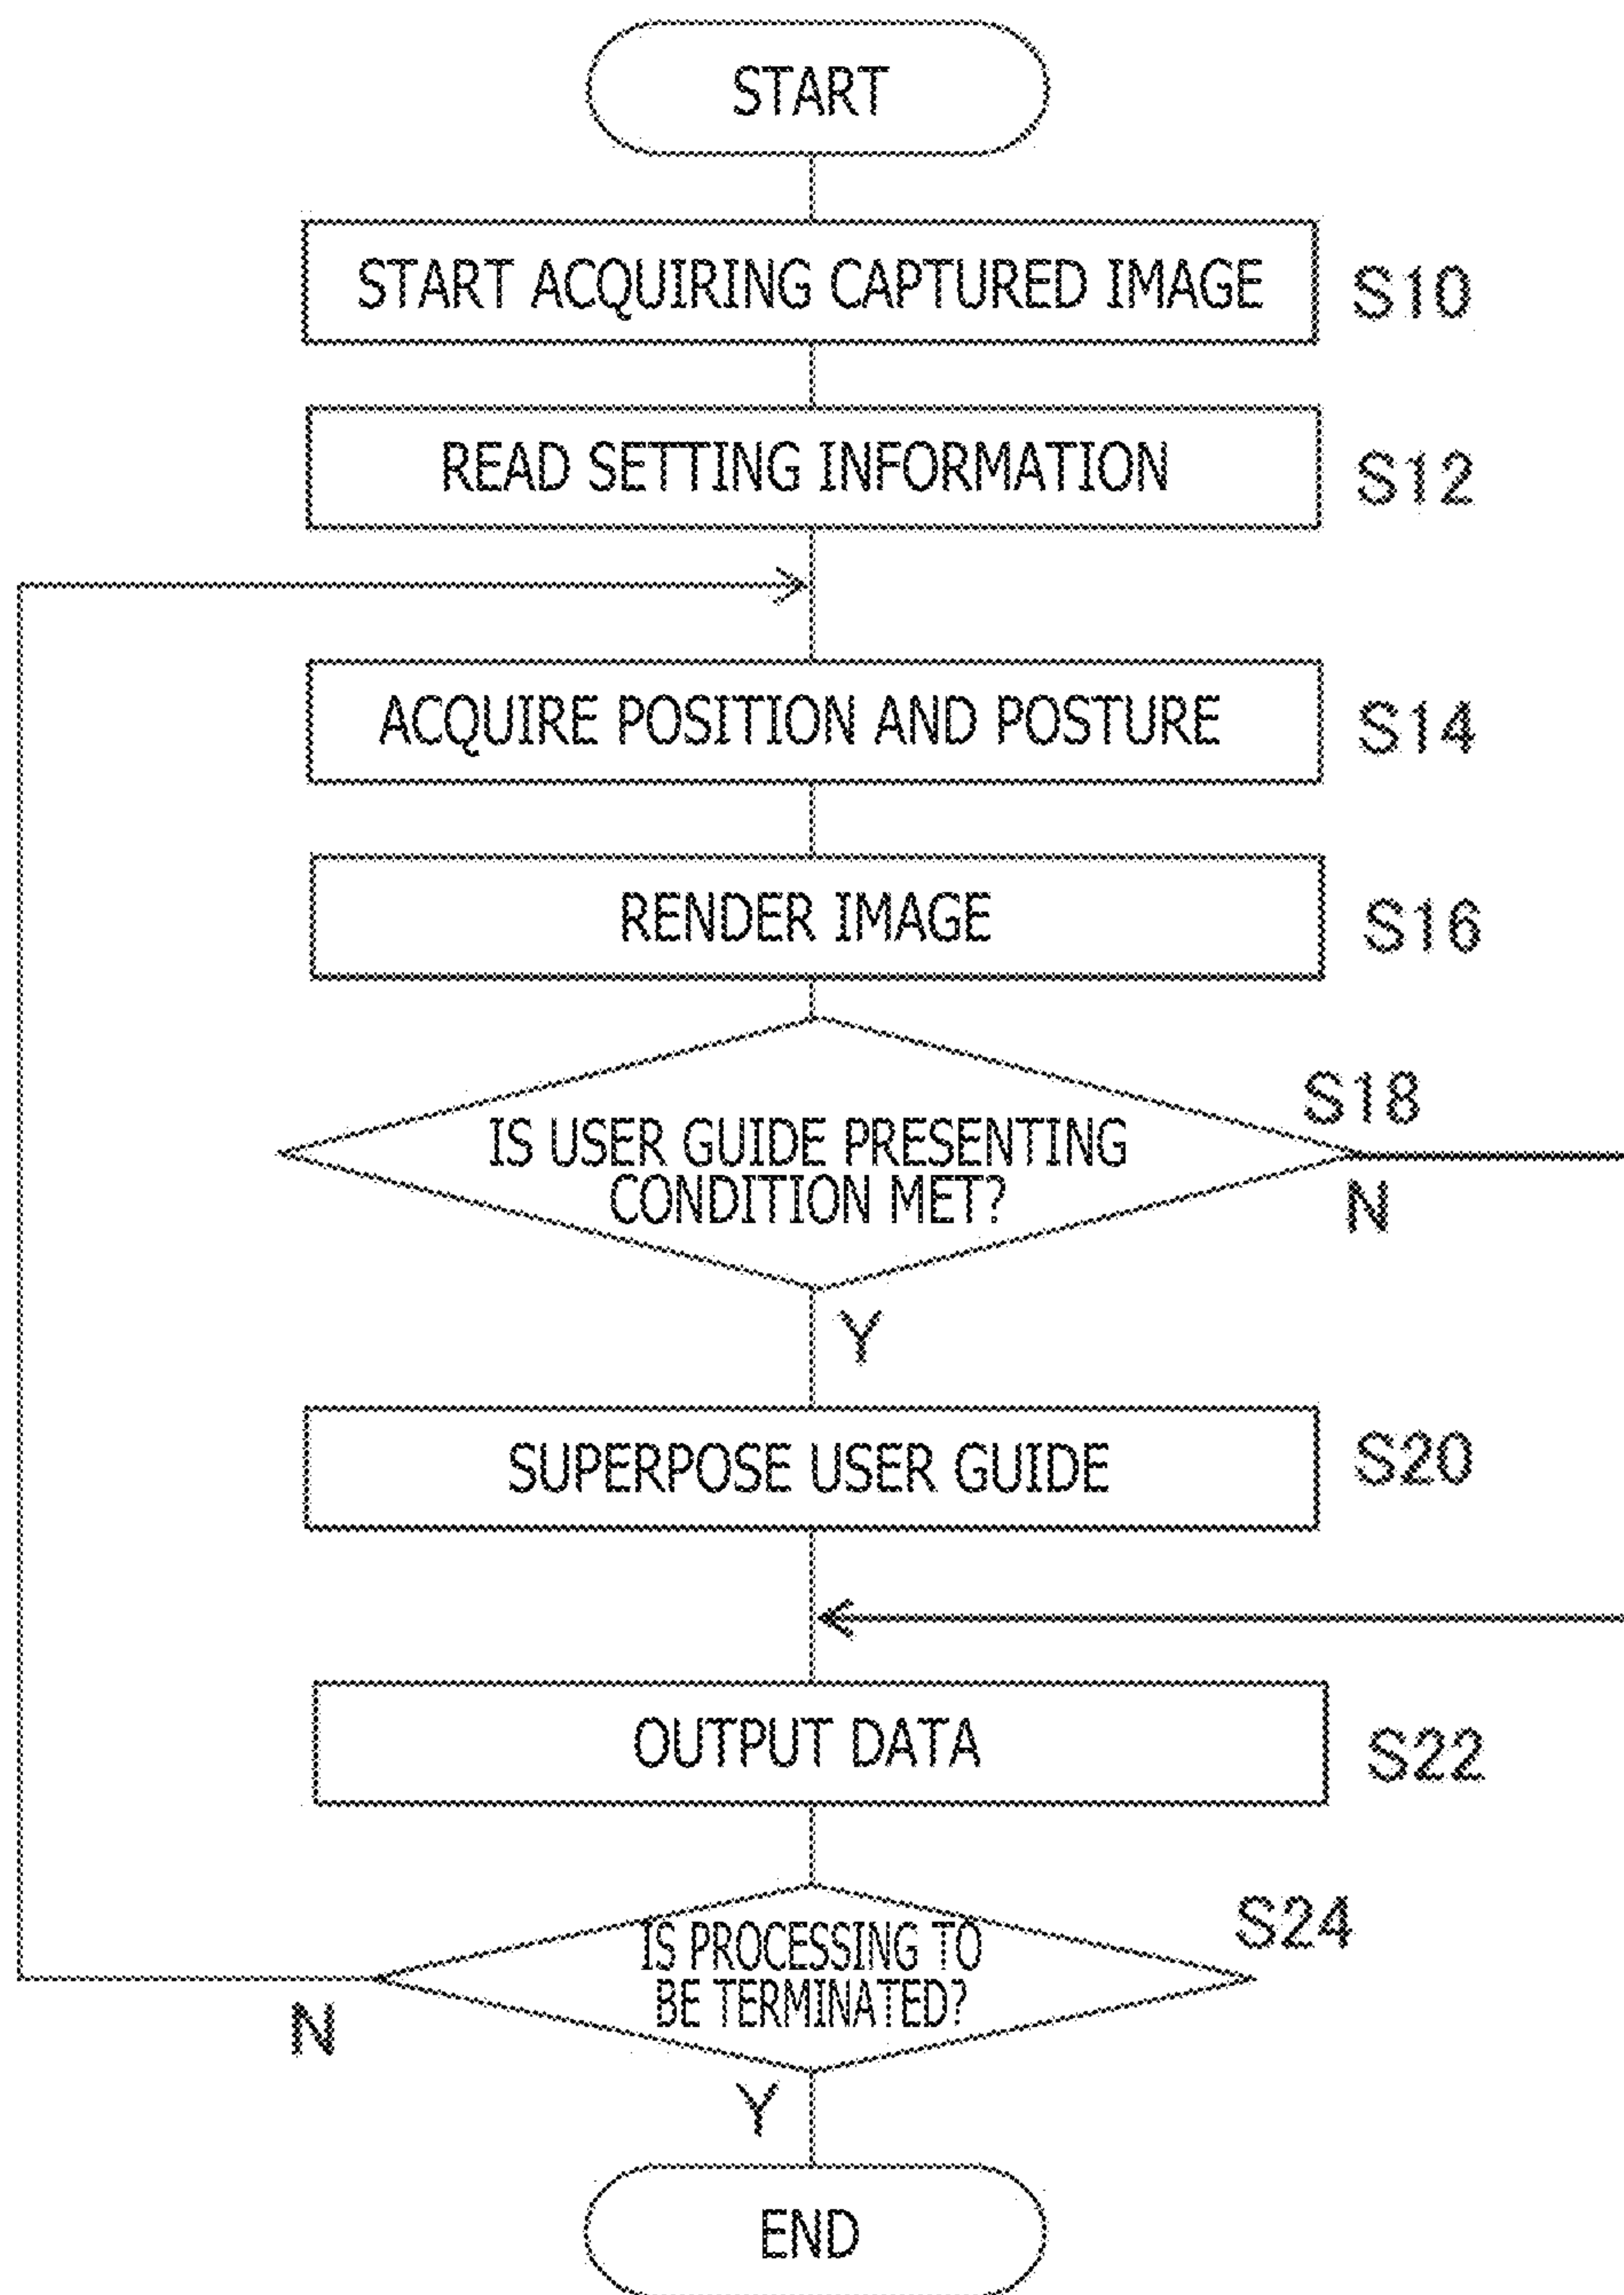 START
START ACQUIRING CAPTURED IMAGE
S10
READ SETTING INFORMATION
S12
ACQUIRE POSITION AND POSTURE
S14
RENDER IMAGE
S16
S18
IS USER GUIDE PRESENTING
CONDITION MET?
N
Y
SUPERPOSE USER GUIDE
S20
OUTPUT DATA
S22
S24
IS PROCESSING TO
BE TERMINATED?
N
Y
END